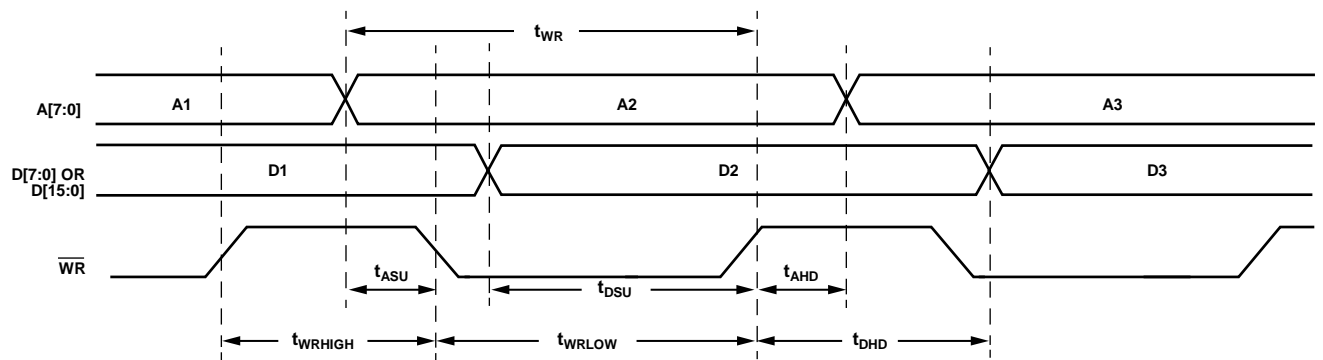 tWR
A[7:0]
A1
A2
A3
D[7:0] OR
D[15:0]
D1
D2
D3
WR
tASU
tDSU
tAHD
tWRHIGH
tWRLOW
tDHD